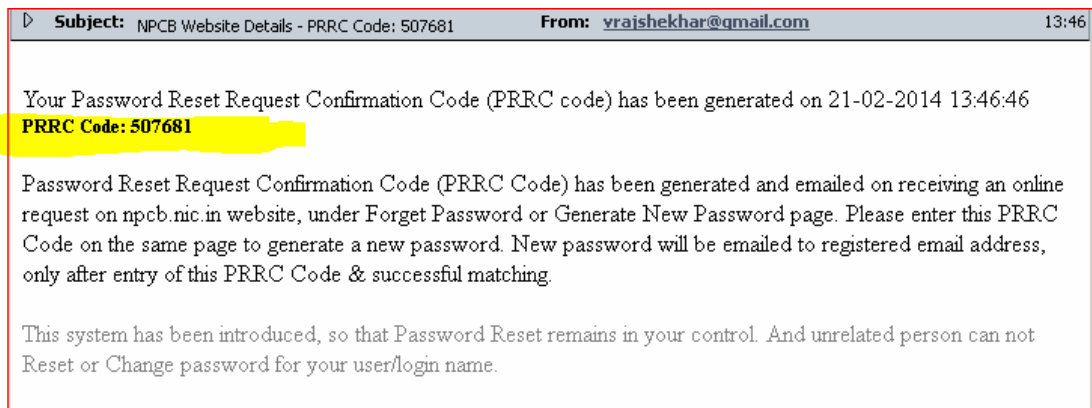 Subject: NPCB Website Details - PRRC Code: 507681 From: vrajshekhar@gmail.com 13:46
Your Password Reset Request Confirmation Code (PRRC code) has been generated on 21-02-2014 13:46:46
PRRC Code: 507681
Password Reset Request Confirmation Code (PRRC Code) has been generated and emailed on receiving an online
request on npcb.nic.in website, under Forget Password or Generate New Password page. Please enter this PRRC
Code on the same page to generate a new password. New password will be emailed to registered email address,
only after entry of this PRRC Code & successful matching.
This system has been introduced, so that Password Reset remains in your control. And unrelated person can not
Reset or Change password for your user/login name.